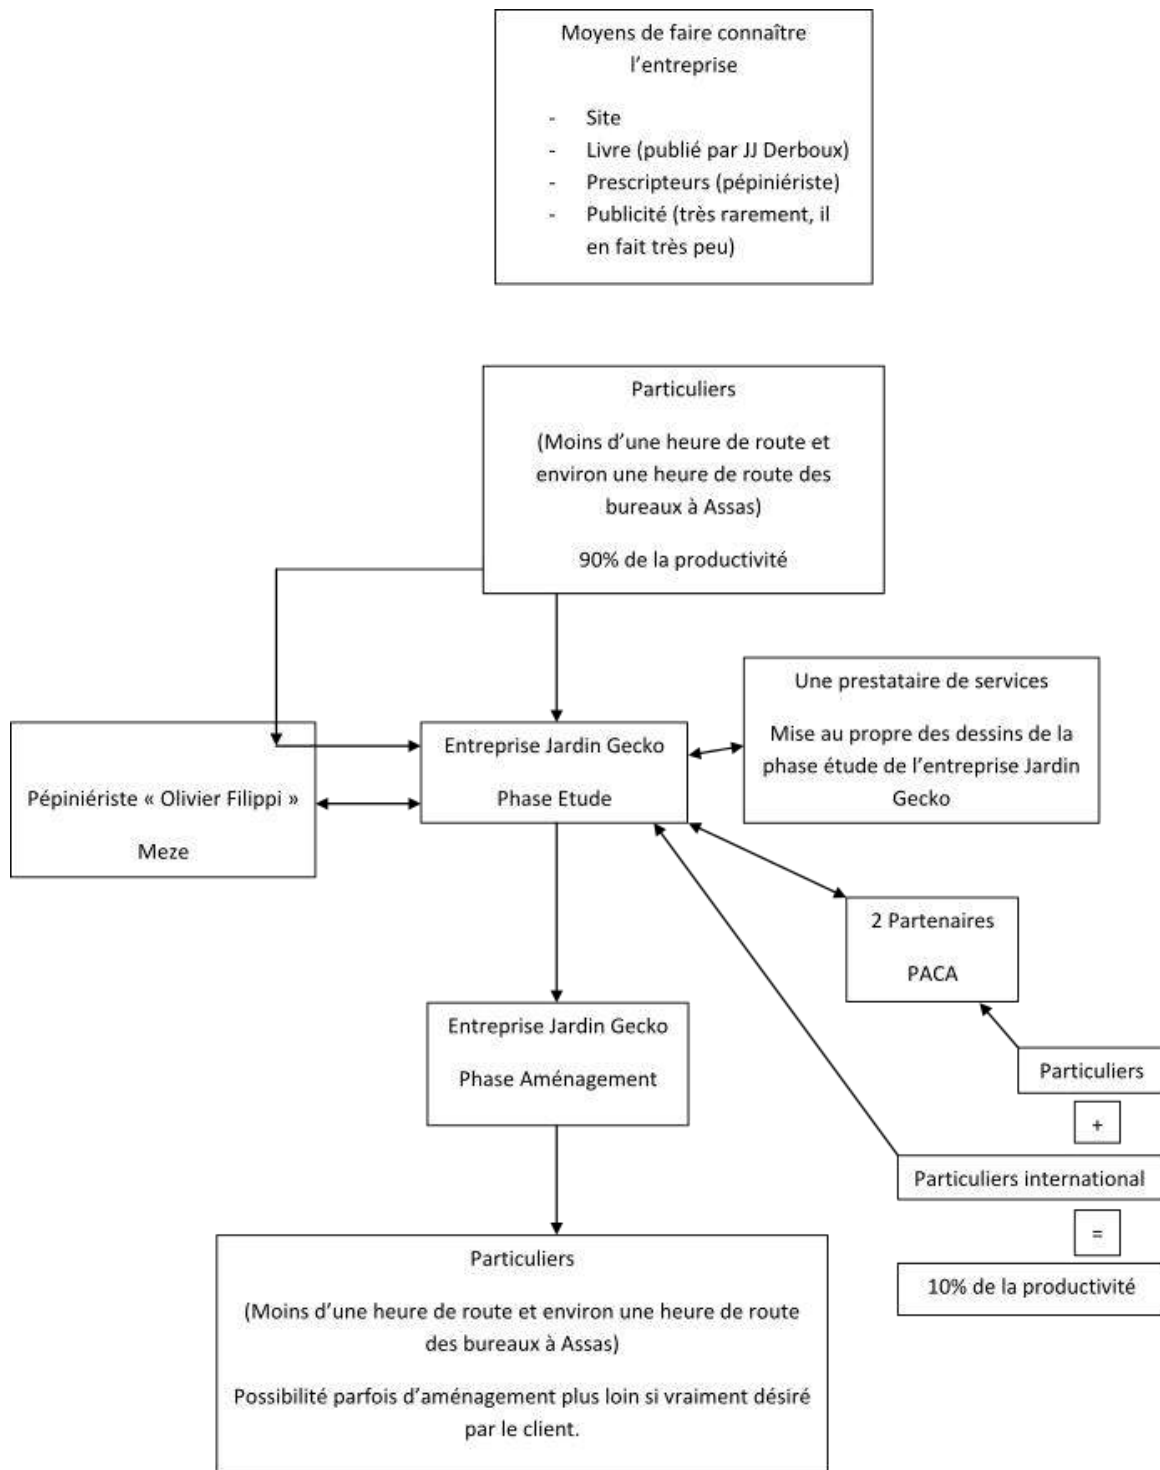 Moyens de faire connaître
l'entreprise
- Site
- Livre (publié par JJ Derboux)
- Prescripteurs (pépiniériste)
- Publicité (très rarement, il
en fait très peu)
Particuliers
(Moins d'une heure de route et
environ une heure de route des
bureaux à Assas)
90% de la productivité
Une prestataire de services
Mise au propre des dessins de la
phase étude de l'entreprise Jardin
Gecko
Entreprise Jardin Gecko
Phase Etude
Pépiniériste « Olivier Filippi »
Meze
2 Partenaires
PACA
Entreprise Jardin Gecko
Phase Aménagement
Particuliers
+
Particuliers international
=
10% de la productivité
Particuliers
(Moins d'une heure de route et environ une heure de route
des bureaux à Assas)
Possibilité parfois d'aménagement plus loin si vraiment désiré
par le client.